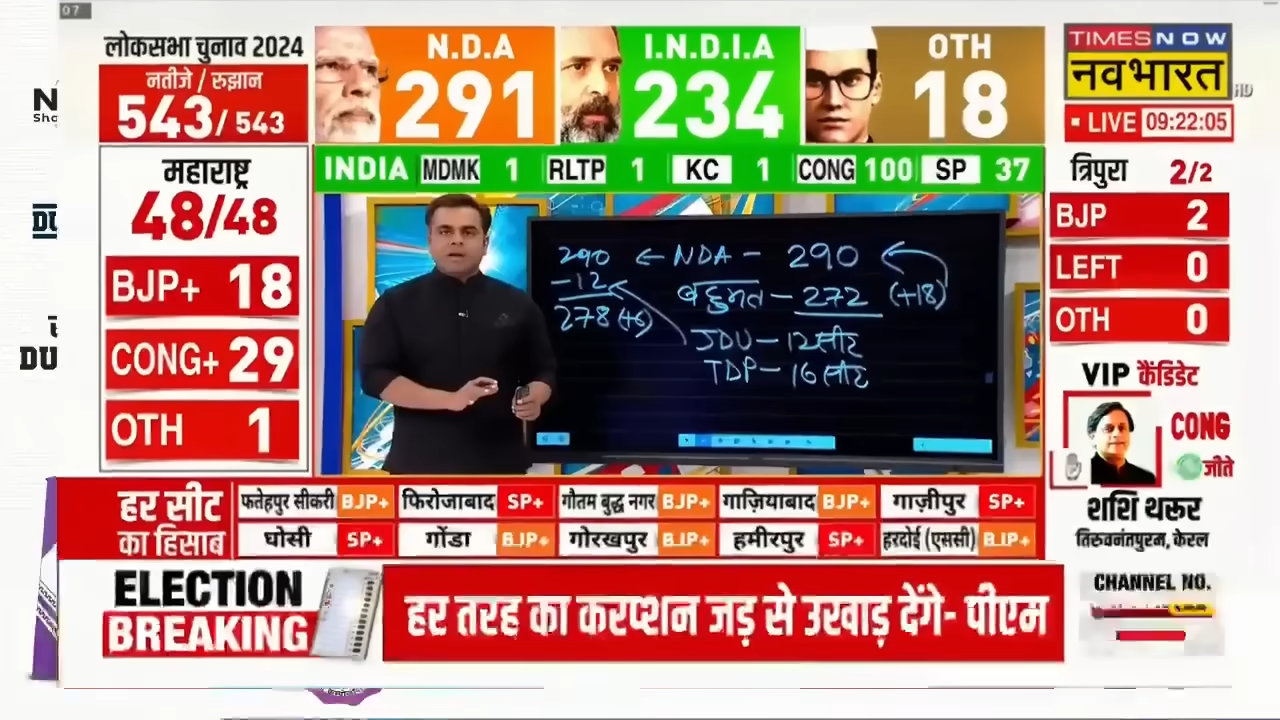 07
लोकसभा चुनाव 2024
नतीजे / रुझान
543/ 543
N.D.A
291
I.N.D.I.A
234
OTH
18
TIMES NOW
नवभारत
HD
LIVE 09:22:05
INDIA MDMK 1 RLTP 1 KC 1 CONG 100 SP 37
महाराष्ट्र
48/48
BJP+ 18
CONG+ 29
OTH 1
290 ← NDA - 290
-12 बहुमत - 272 (+18)
278 (+6) JDU - 12 सीट
TDP - 16 सीट
त्रिपुरा 2/2
BJP 2
LEFT 0
OTH 0
VIP कैंडिडेट
CONG
जीते
शशि थरूर
तिरुवनंतपुरम, केरल
हर सीट
का हिसाब
फतेहपुर सीकरी BJP+ फिरोजाबाद SP+ गौतम बुद्ध नगर BJP+ गाज़ियाबाद BJP+ गाज़ीपुर SP+
घोसी SP+ गोंडा BJP+ गोरखपुर BJP+ हमीरपुर SP+ हरदोई (एससी) BJP+
ELECTION
BREAKING
हर तरह का करप्शन जड़ से उखाड़ देंगे- पीएम
CHANNEL NO.